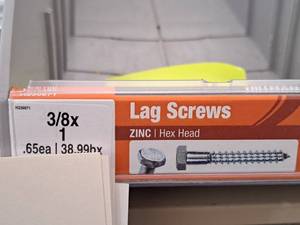 3/8x
1
.65ea | 38.99bx
Lag Screws
ZINC | Hex Head